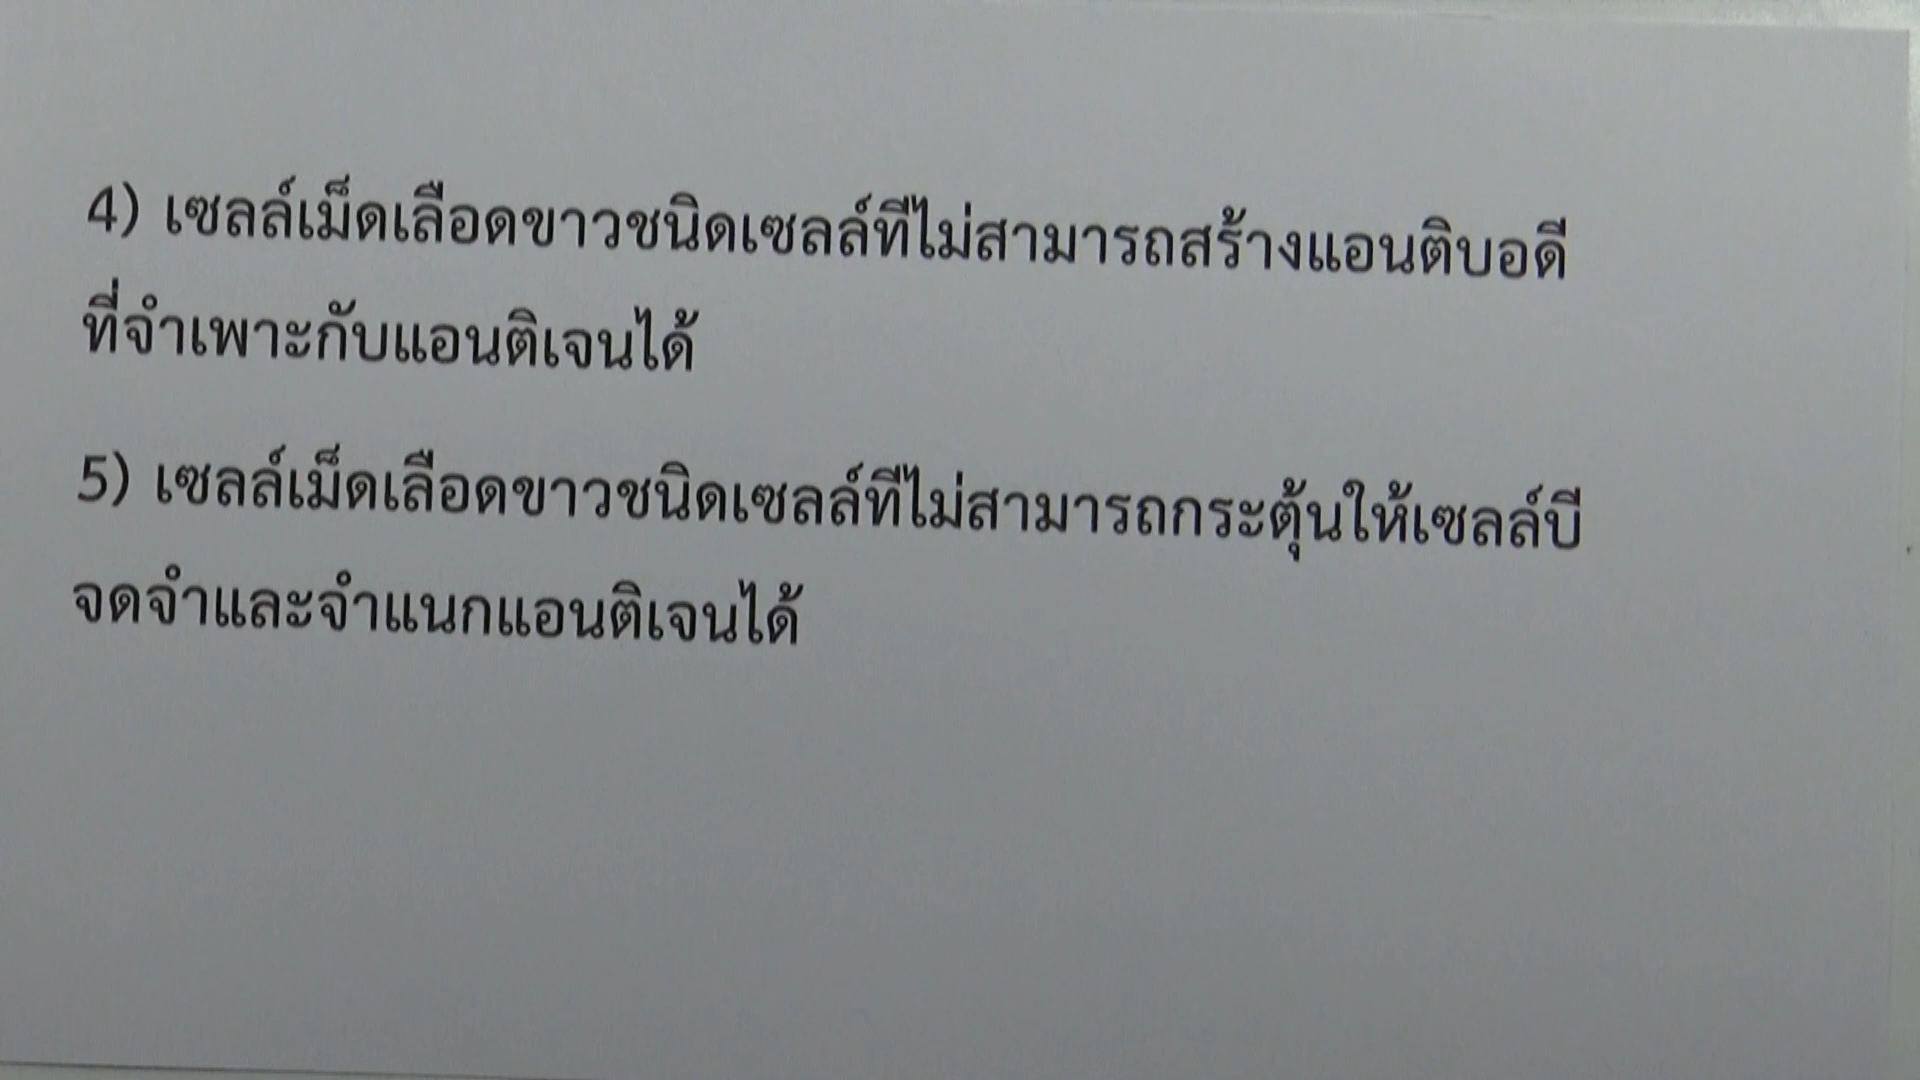 4) เซลล์เม็ดเลือดขาวชนิดเซลล์ทีไม่สามารถสร้างแอนติบอดี
ที่จำเพาะกับแอนติเจนได้
5) เซลล์เม็ดเลือดขาวชนิดเซลล์ทีไม่สามารถกระตุ้นให้เซลล์บี
จดจำและจำแนกแอนติเจนได้